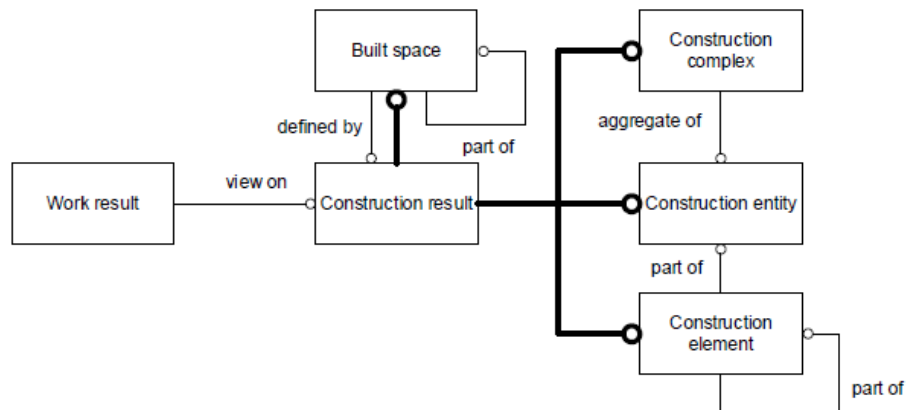 Built space
Construction
complex
defined by
part of
aggregate of
Work result
view on
Construction result
Construction entity
part of
Construction
element
part of